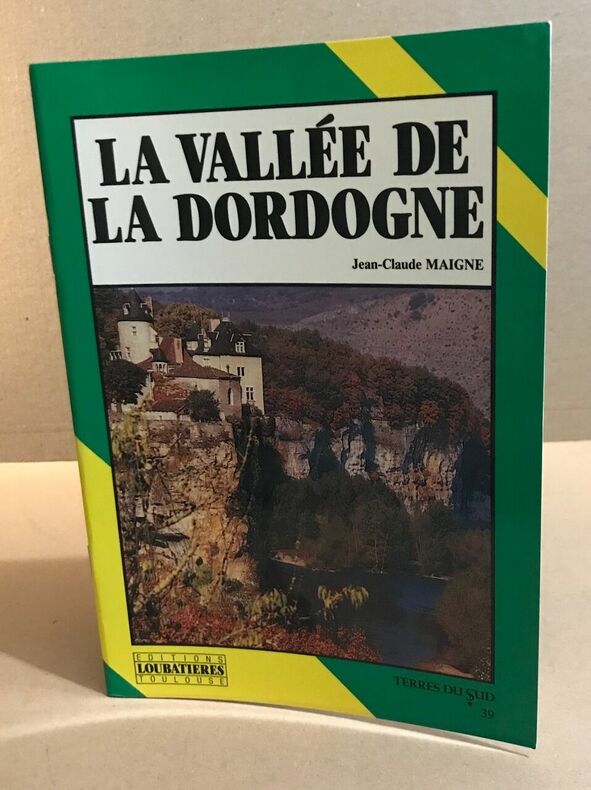 LA VALLÉE DE
LA DORDOGNE
Jean-Claude MAIGNE
EDITIONS
LOUBATIERES
TOULOUSE
TERRES DU SUD
39